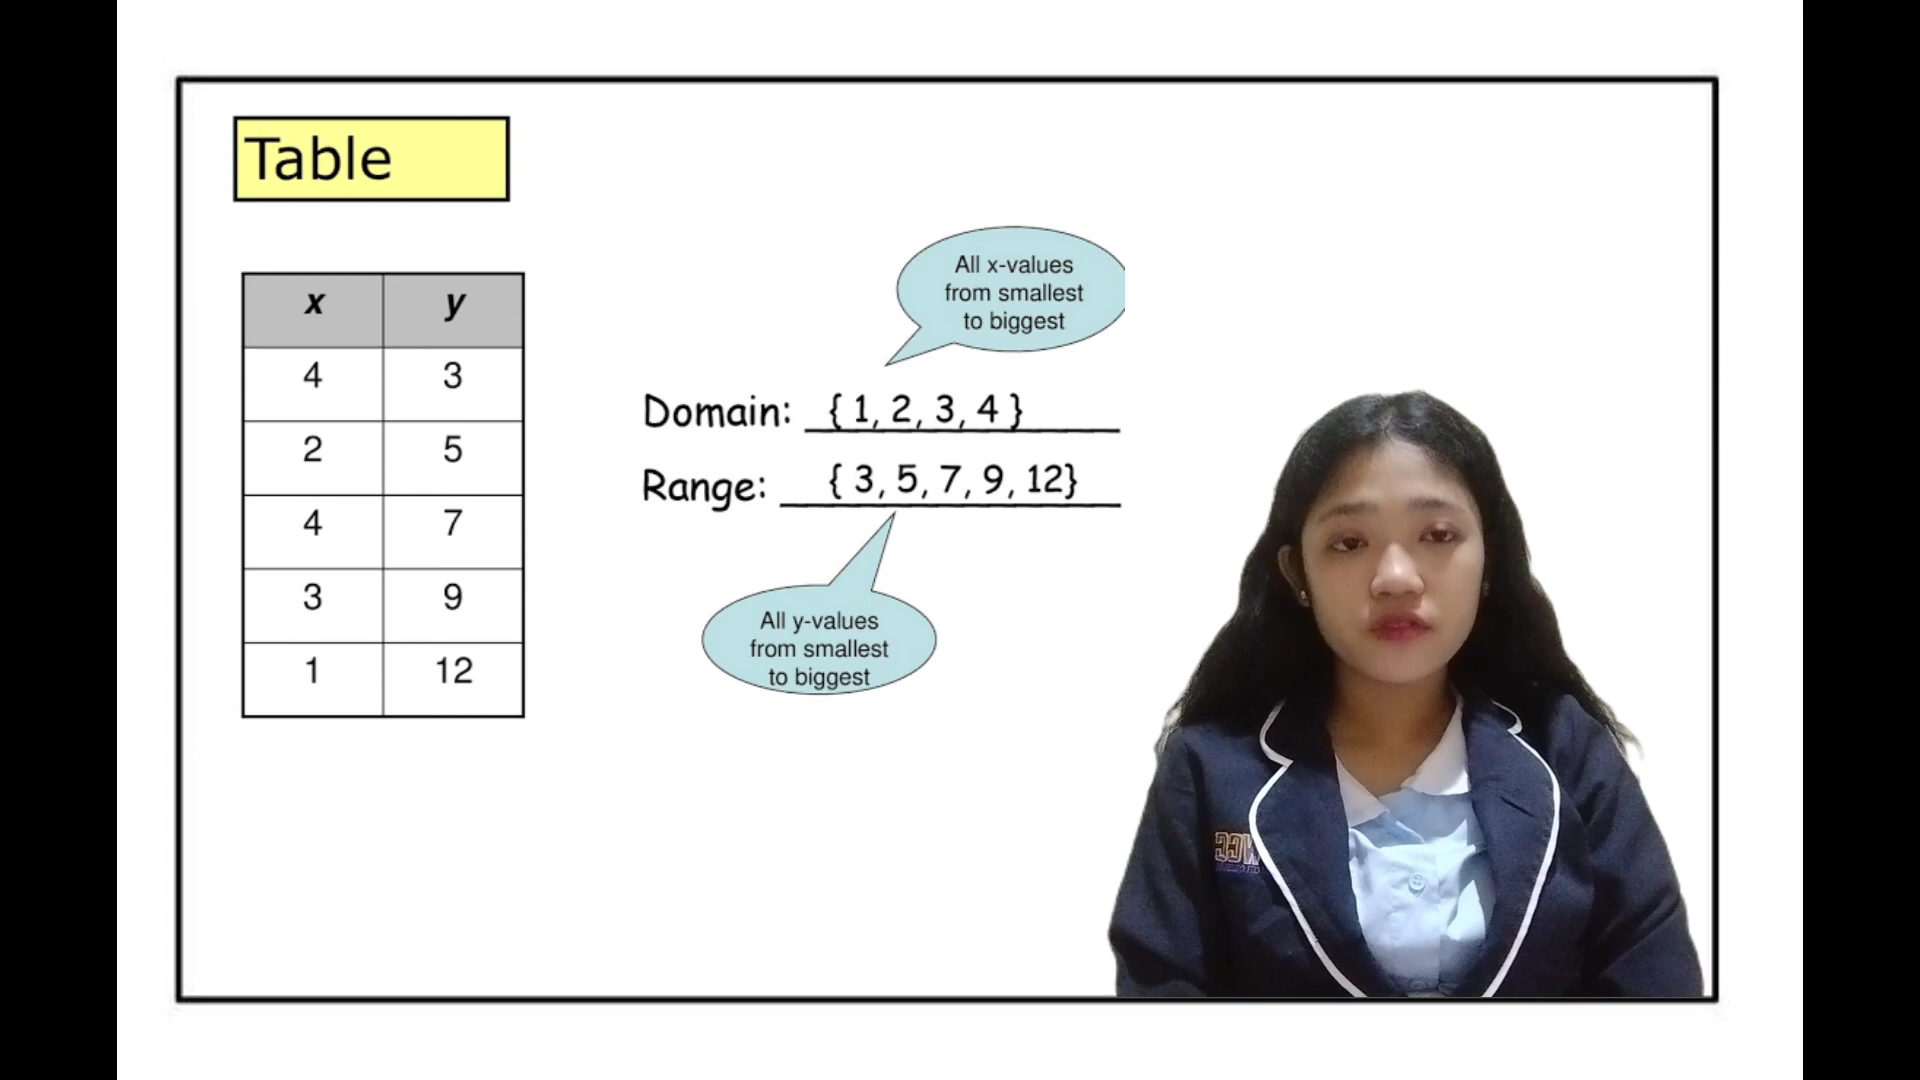 Table
x y
4 3
2 5
4 7
3 9
1 12
All x-values
from smallest
to biggest
Domain: { 1, 2, 3, 4 }
Range: { 3, 5, 7, 9, 12}
All y-values
from smallest
to biggest